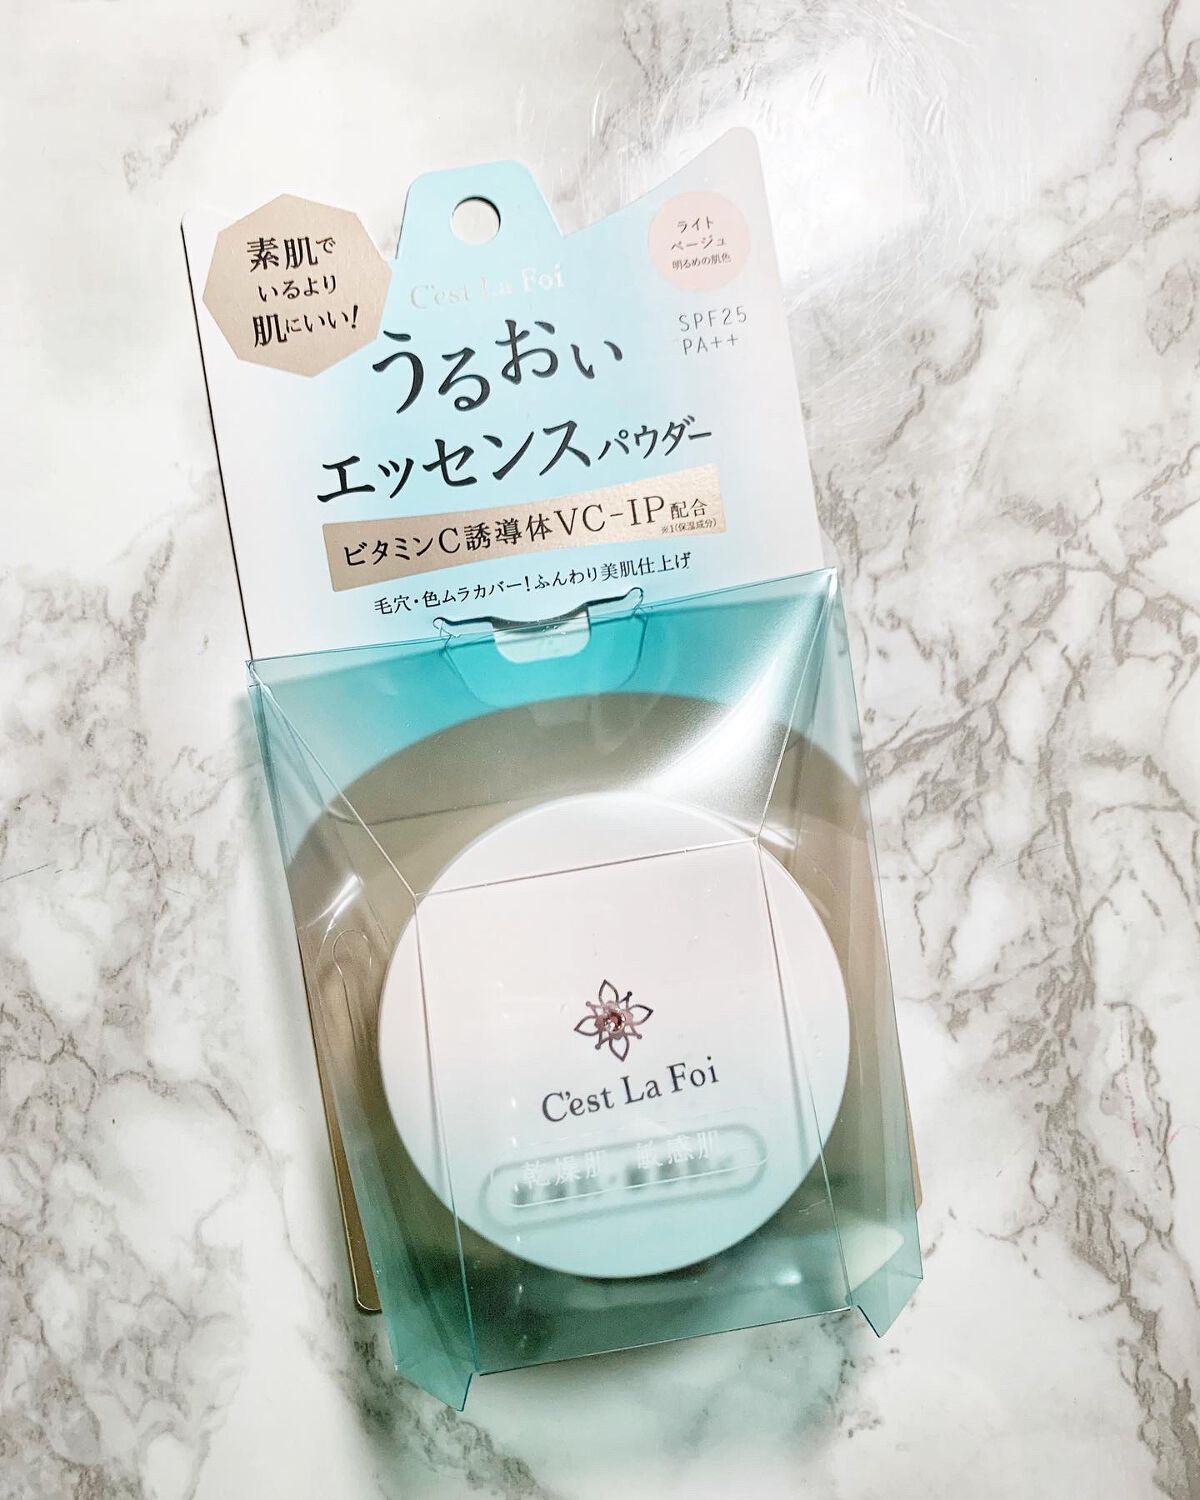 素肌で
いるより
肌にいい!
ライト
ベージュ
明るめの肌色
C'est La Foi
SPF25
PA++
うるおい
エッセンスパウダー
ビタミンC誘導体VC-IP配合
※1(保湿成分)
毛穴・色ムラカバー!ふんわり美肌仕上げ
C'est La Foi
乾燥肌 敏感肌